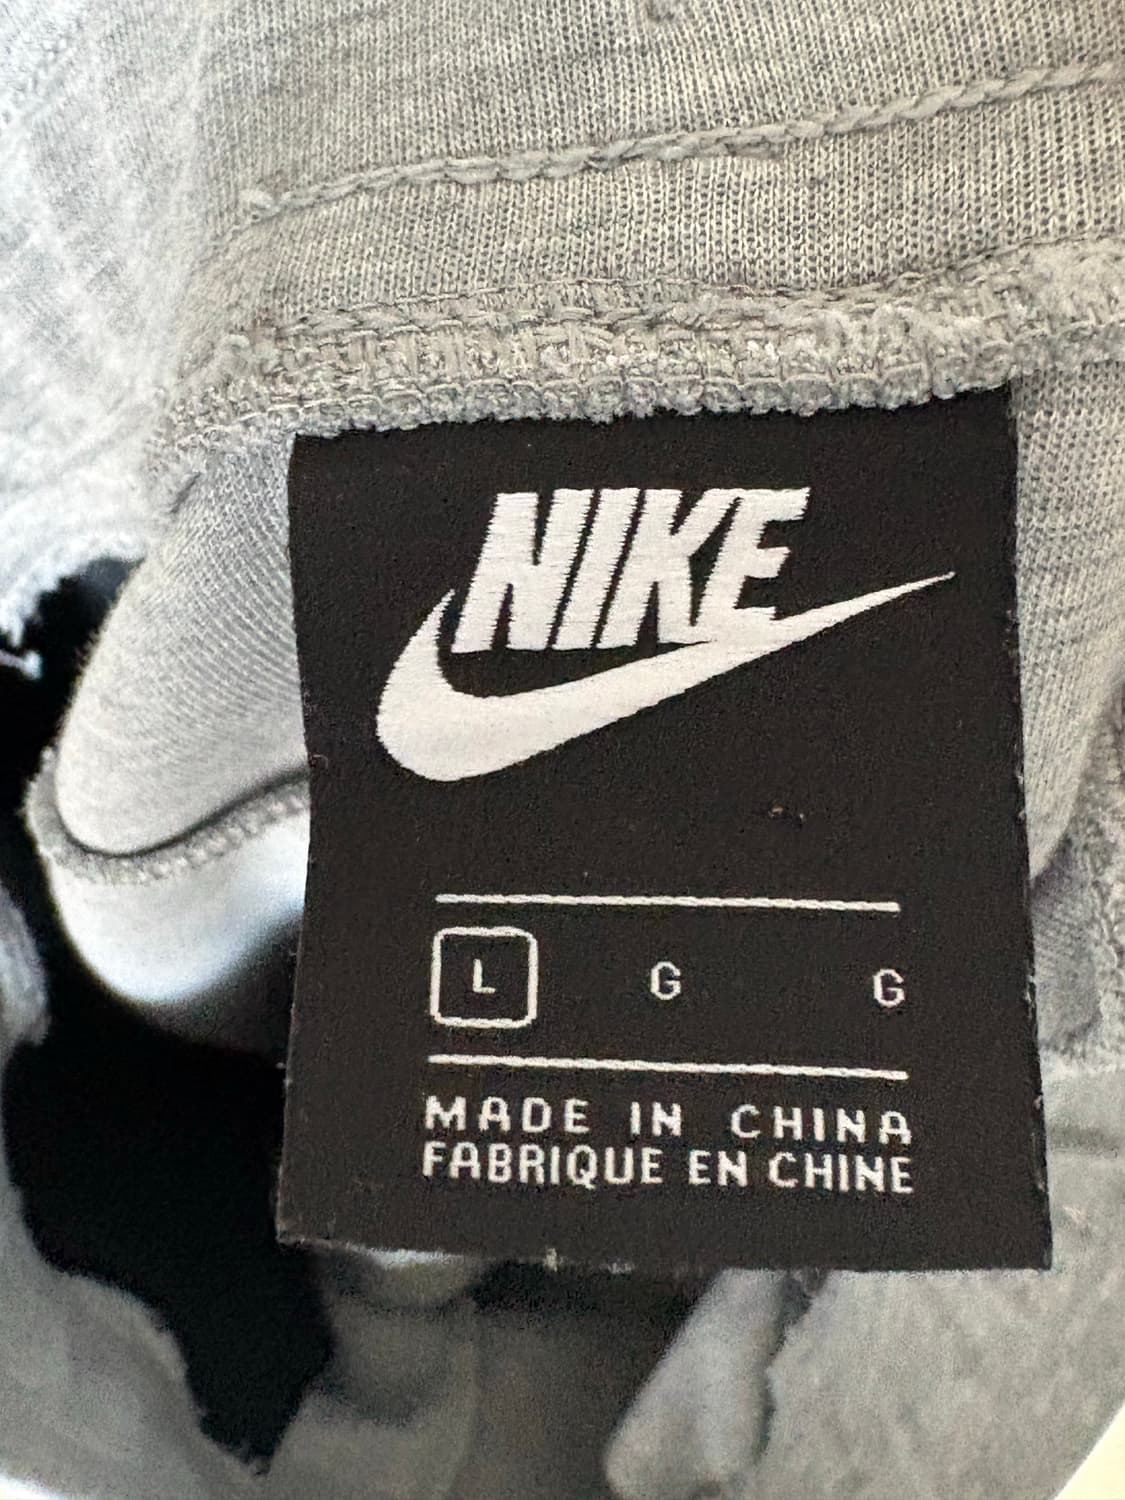 NIKE
L G G
MADE IN CHINA
FABRIQUE EN CHINE